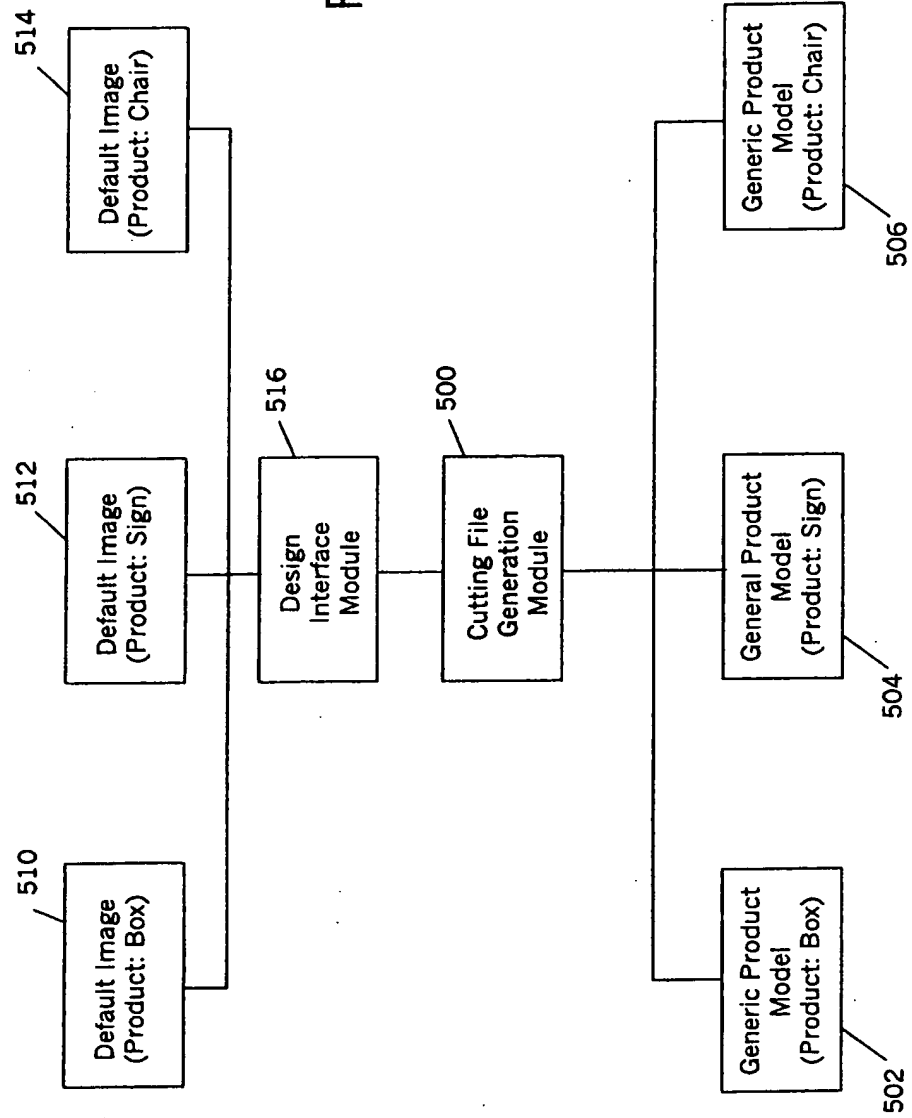 510
Default Image
(Product: Box)
512
Default Image
(Product: Sign)
514
Default Image
(Product: Chair)
516
Design
Interface
Module
500
Cutting File
Generation
Module
Generic Product
Model
(Product: Box)
502
General Product
Model
(Product: Sign)
504
Generic Product
Model
(Product: Chair)
506